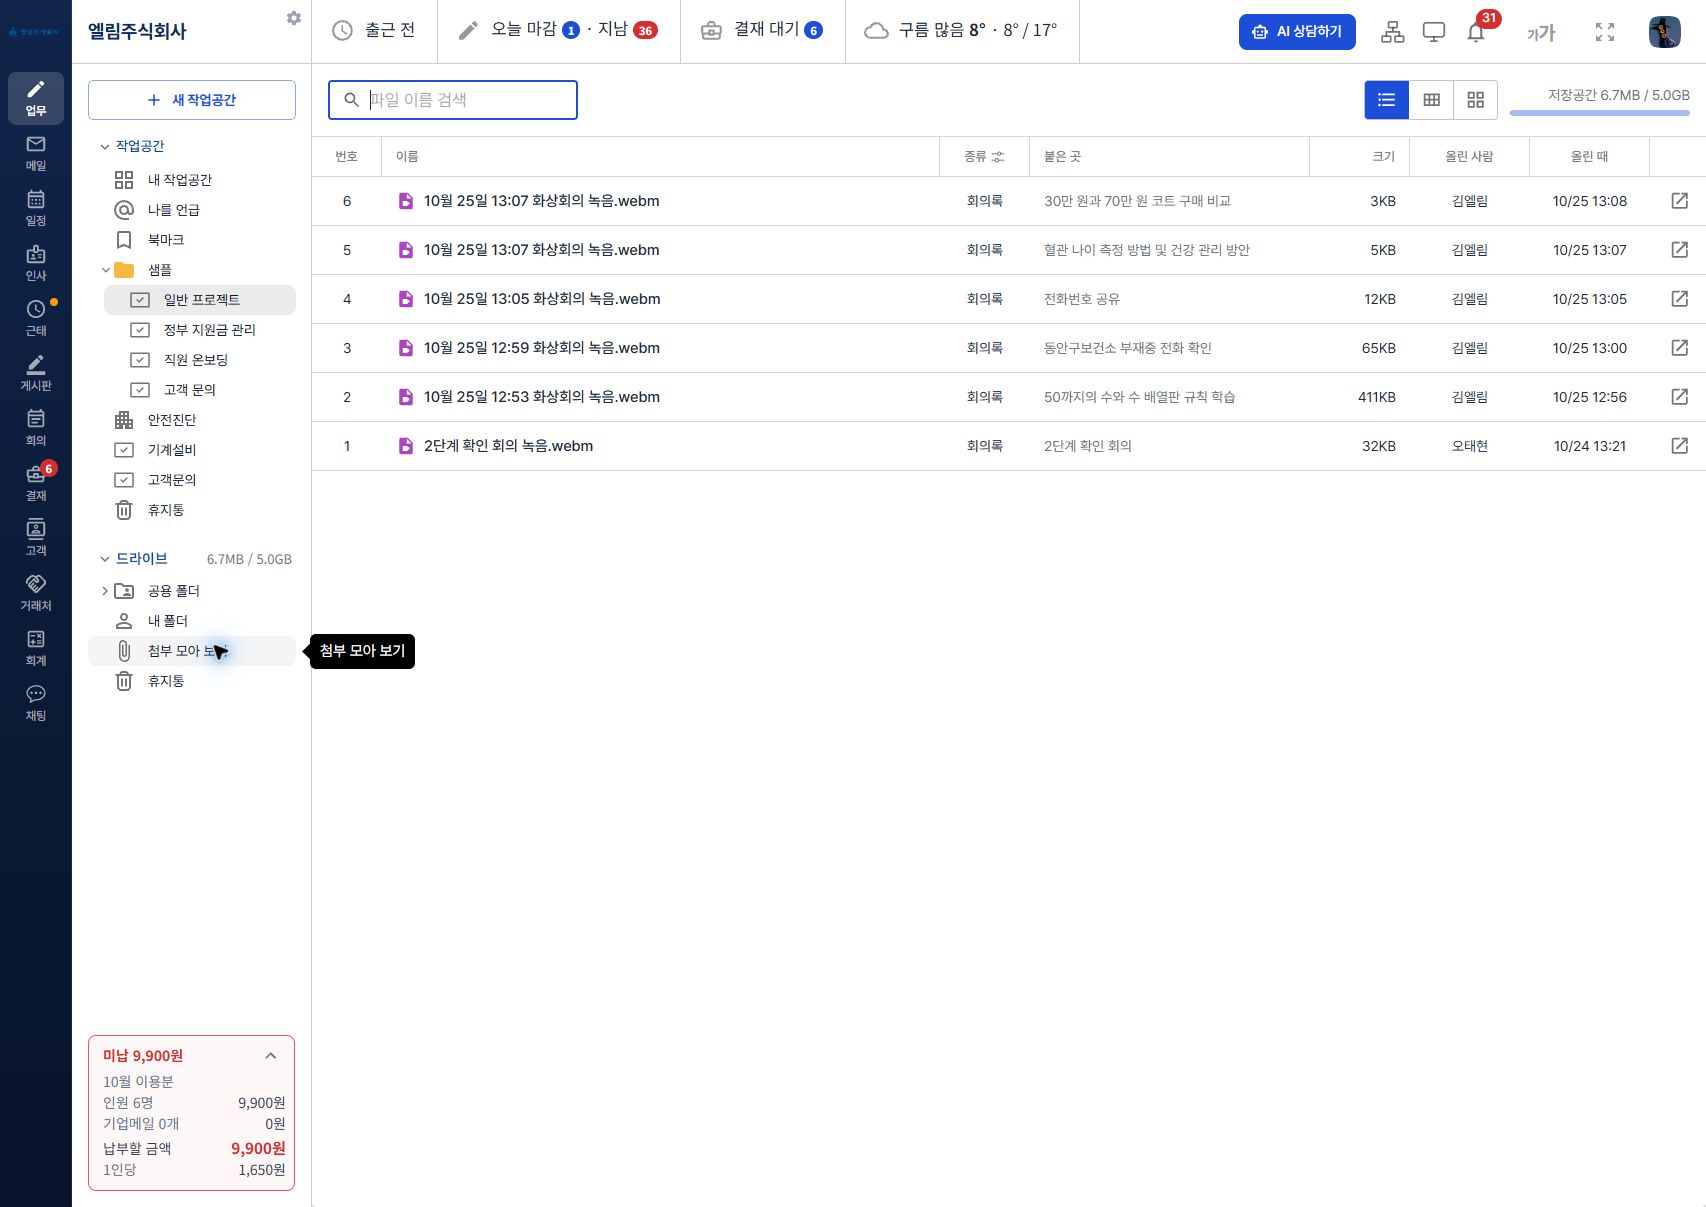 엘림주식회사
엘림주식회사
출근 전
오늘 마감 1 · 지남 36
결재 대기 6
구름 많음 8° · 8° / 17°
AI 상담하기
31
가가
업무
메일
일정
인사
근태
게시판
회의
6
결재
고객
거래처
회계
채팅
+ 새 작업공간
작업공간
내 작업공간
나를 언급
북마크
샘플
일반 프로젝트
정부 지원금 관리
직원 온보딩
고객 문의
안전진단
기계설비
고객문의
휴지통
드라이브 6.7MB / 5.0GB
공용 폴더
내 폴더
첨부 모아 보기
첨부 모아 보기
휴지통
미납 9,900원
10월 이용분
인원 6명 9,900원
기업메일 0개 0원
납부할 금액 9,900원
1인당 1,650원
파일 이름 검색
저장공간 6.7MB / 5.0GB
번호 이름 종류 붙은 곳 크기 올린 사람 올린 때
6 10월 25일 13:07 화상회의 녹음.webm 회의록 30만 원과 70만 원 코트 구매 비교 3KB 김엘림 10/25 13:08
5 10월 25일 13:07 화상회의 녹음.webm 회의록 혈관 나이 측정 방법 및 건강 관리 방안 5KB 김엘림 10/25 13:07
4 10월 25일 13:05 화상회의 녹음.webm 회의록 전화번호 공유 12KB 김엘림 10/25 13:05
3 10월 25일 12:59 화상회의 녹음.webm 회의록 동안구보건소 부재중 전화 확인 65KB 김엘림 10/25 13:00
2 10월 25일 12:53 화상회의 녹음.webm 회의록 50까지의 수와 수 배열판 규칙 학습 411KB 김엘림 10/25 12:56
1 2단계 확인 회의 녹음.webm 회의록 2단계 확인 회의 32KB 오태현 10/24 13:21